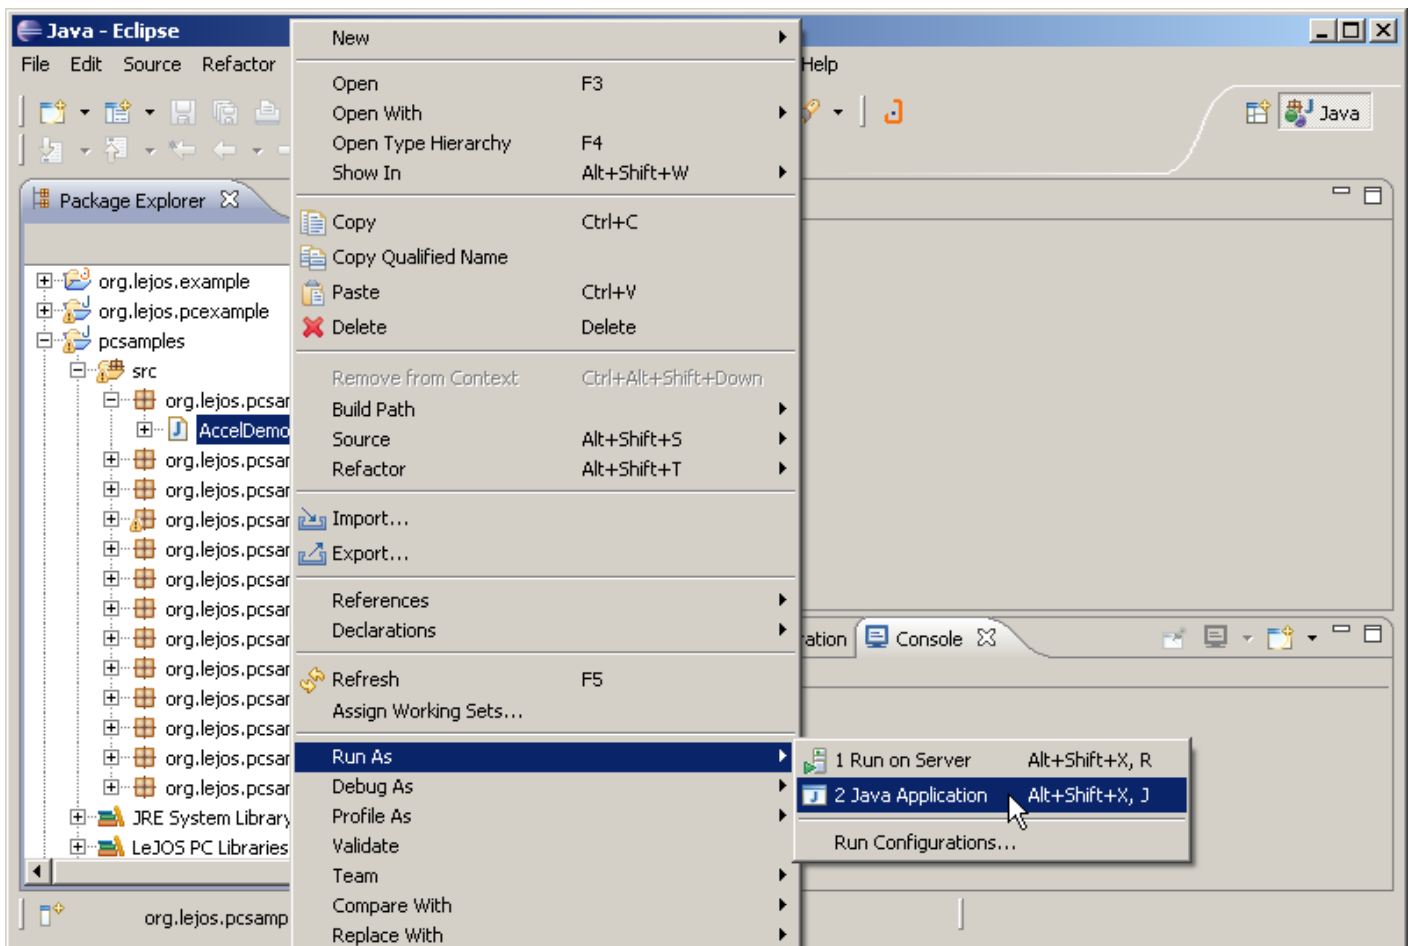 Java - Eclipse
File Edit Source Refactor
Help
Java
Package Explorer
org.lejos.example
org.lejos.pcexample
pcsamples
src
org.lejos.pcsar
AccelDemo
org.lejos.pcsar
org.lejos.pcsar
org.lejos.pcsar
org.lejos.pcsar
org.lejos.pcsar
org.lejos.pcsar
org.lejos.pcsar
org.lejos.pcsar
org.lejos.pcsar
org.lejos.pcsar
org.lejos.pcsar
org.lejos.pcsar
JRE System Library
LeJOS PC Libraries
org.lejos.pcsamp
New
Open F3
Open With
Open Type Hierarchy F4
Show In Alt+Shift+W
Copy Ctrl+C
Copy Qualified Name
Paste Ctrl+V
Delete Delete
Remove from Context Ctrl+Alt+Shift+Down
Build Path
Source Alt+Shift+S
Refactor Alt+Shift+T
Import...
Export...
References
Declarations
Refresh F5
Assign Working Sets...
Run As
Debug As
Profile As
Validate
Team
Compare With
Replace With
ration Console
1 Run on Server Alt+Shift+X, R
2 Java Application Alt+Shift+X, J
Run Configurations...